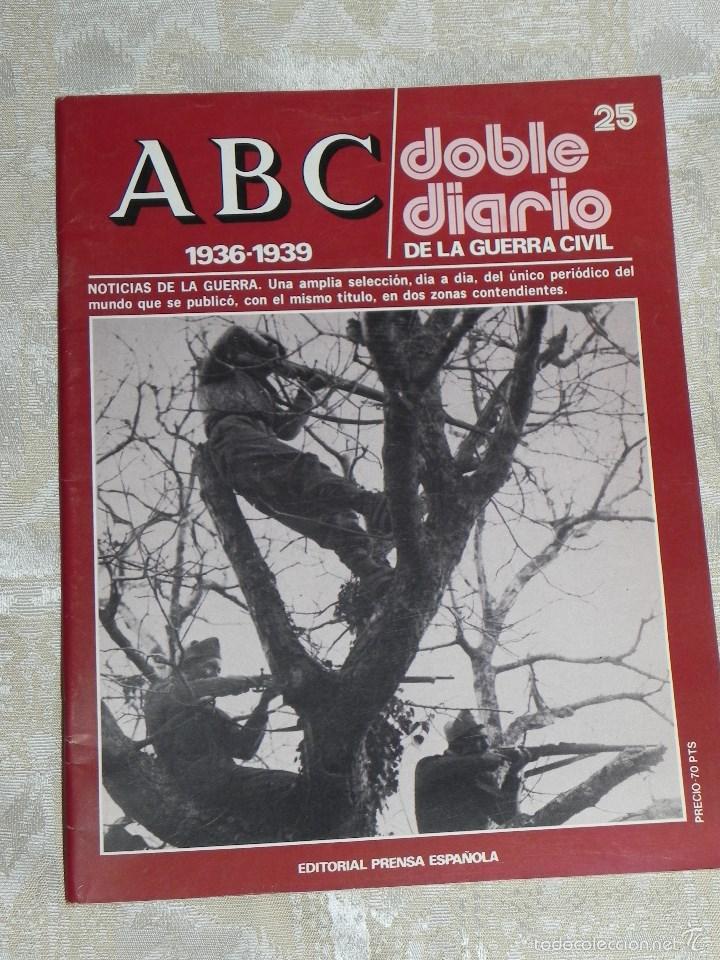 25
ABC
doble
diario
1936-1939
DE LA GUERRA CIVIL
NOTICIAS DE LA GUERRA. Una amplia selección, día a día, del único periódico del
mundo que se publicó, con el mismo título, en dos zonas contendientes.
PRECIO-70 PTS
EDITORIAL PRENSA ESPAÑOLA
todocoleccion.net